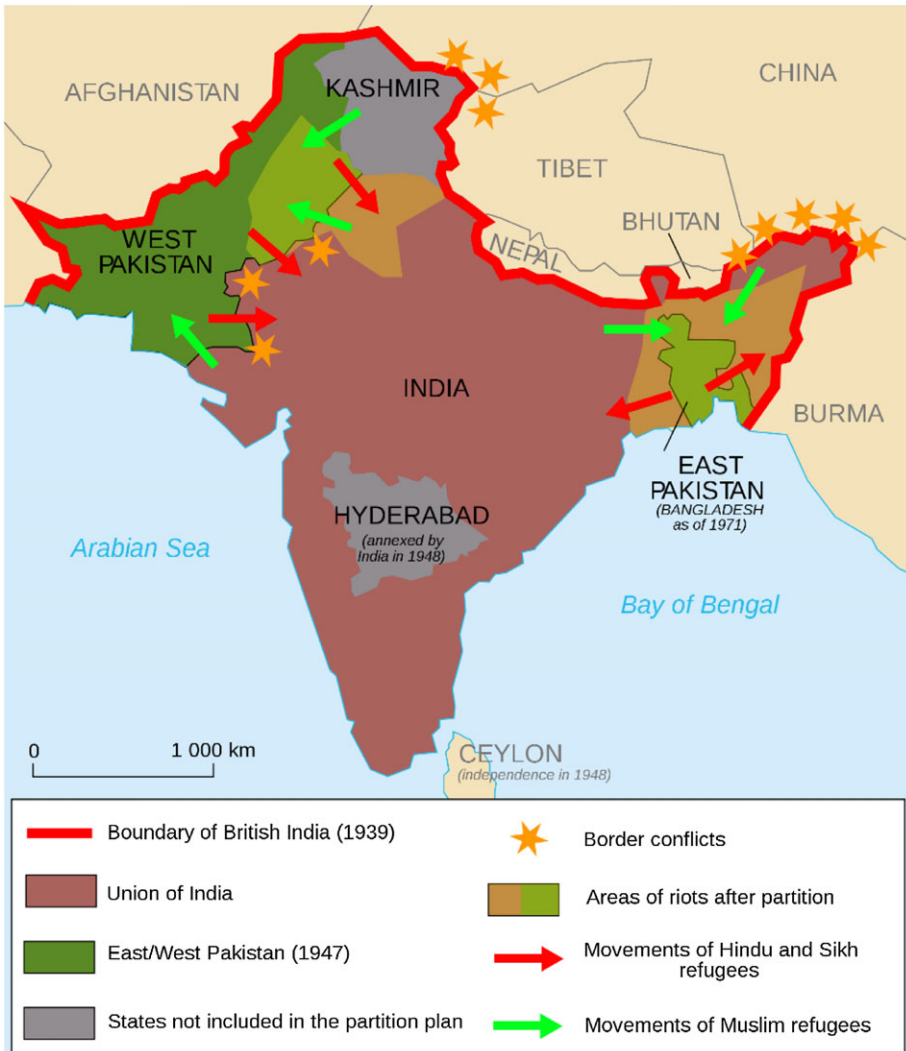 AFGHANISTAN
KASHMIR
CHINA
TIBET
BHUTAN
NEPAL
WEST
PAKISTAN
INDIA
BURMA
EAST
PAKISTAN
(BANGLADESH
as of 1971)
HYDERABAD
(annexed by
India in 1948)
Arabian Sea
Bay of Bengal
0 1 000 km
CEYLON
(independence in 1948)
Boundary of British India (1939)
Union of India
East/West Pakistan (1947)
States not included in the partition plan
Border conflicts
Areas of riots after partition
Movements of Hindu and Sikh
refugees
Movements of Muslim refugees